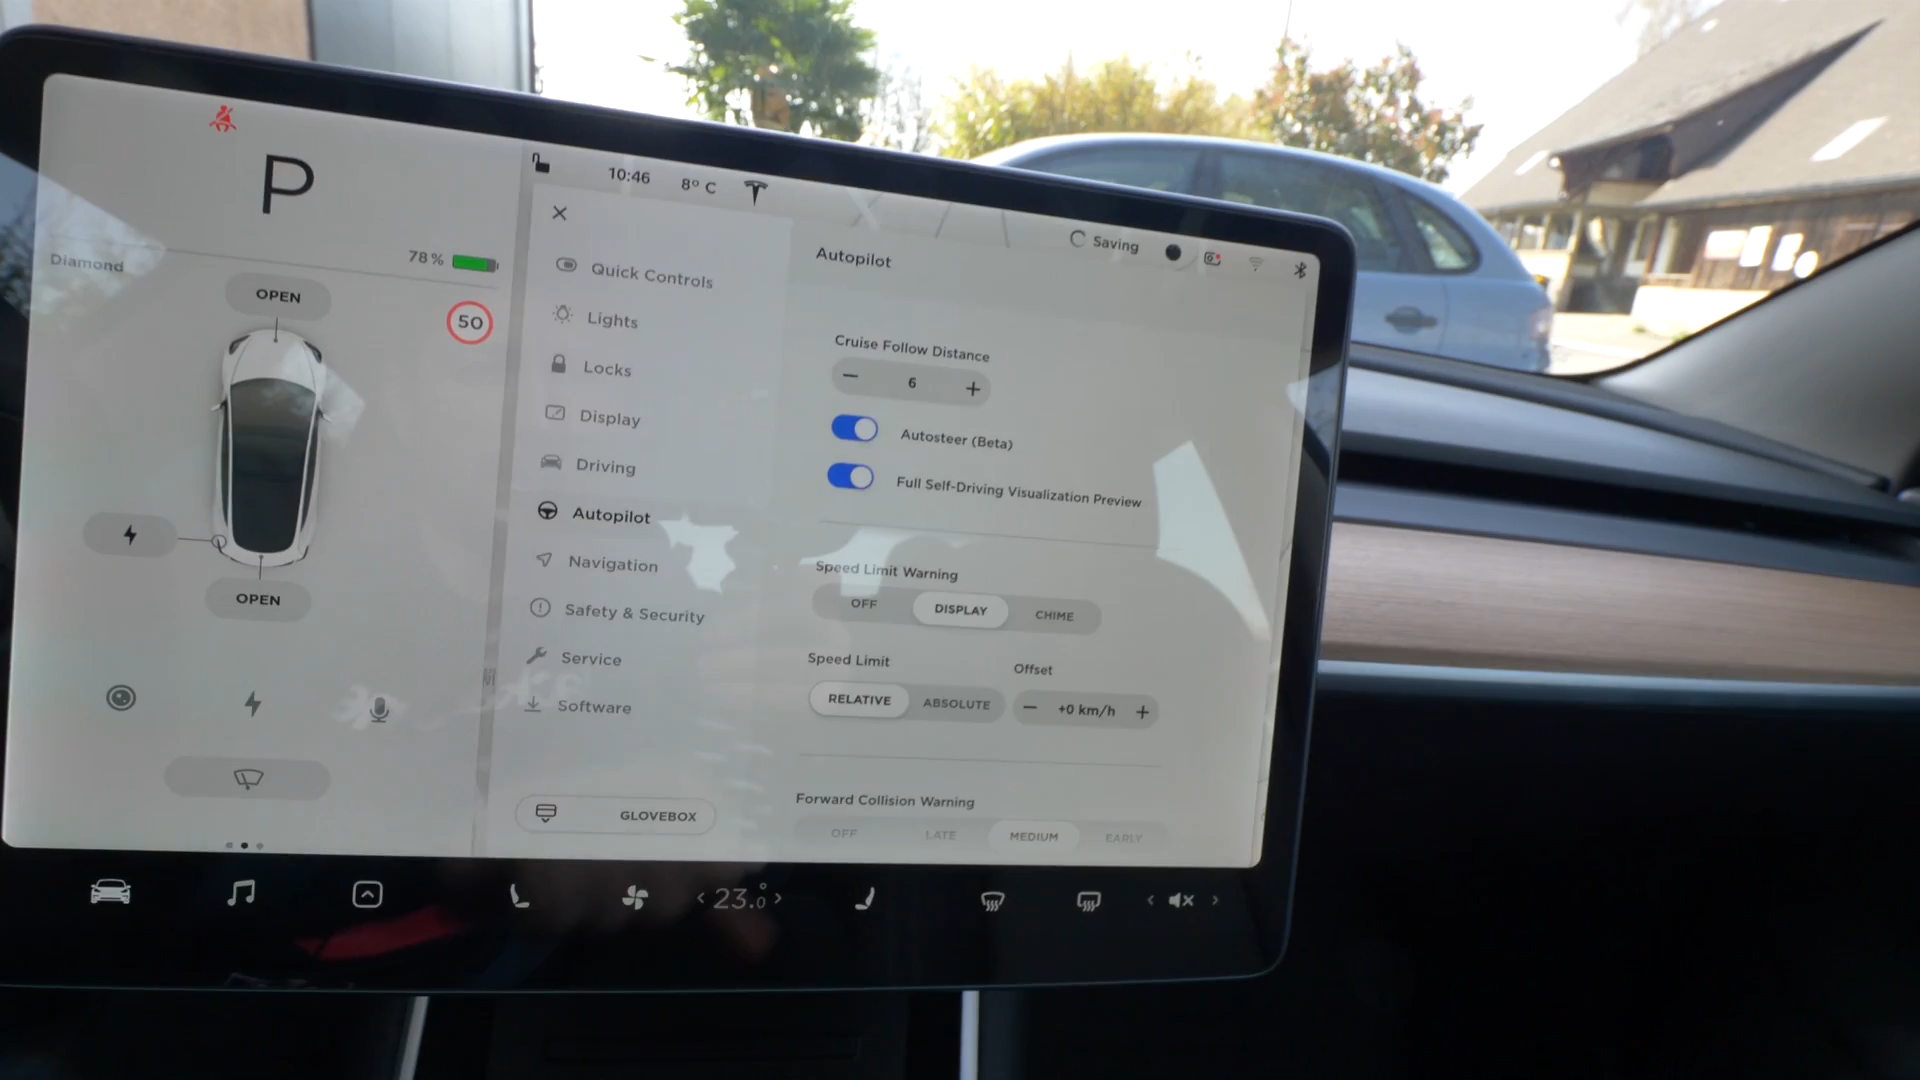 P
Diamond
78 %
OPEN
50
OPEN
10:46
8° C
Saving
Quick Controls
Lights
Locks
Display
Driving
Autopilot
Navigation
Safety & Security
Service
Software
GLOVEBOX
Autopilot
Cruise Follow Distance
− 6 +
Autosteer (Beta)
Full Self-Driving Visualization Preview
Speed Limit Warning
OFF DISPLAY CHIME
Speed Limit Offset
RELATIVE ABSOLUTE − +0 km/h +
Forward Collision Warning
OFF LATE MEDIUM EARLY
< 23.0 >